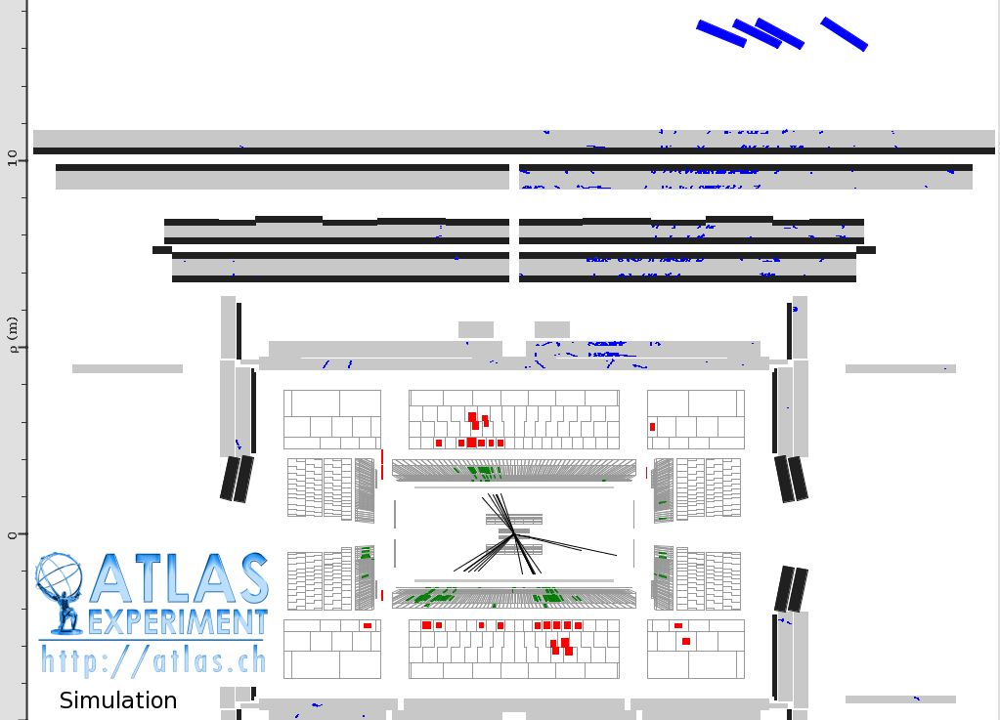 10
ρ (m)
0
ATLAS
EXPERIMENT
http://atlas.ch
Simulation